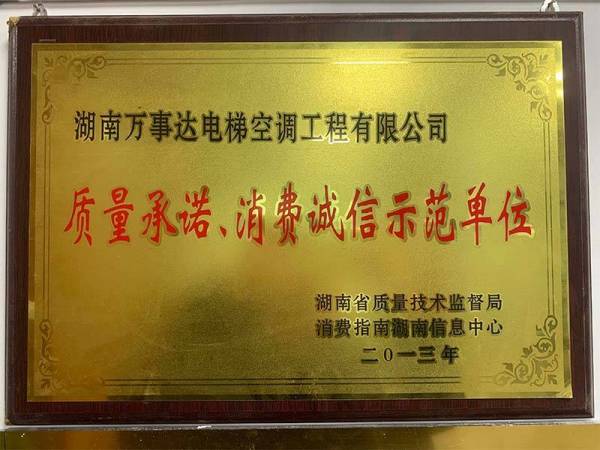 湖南万事达电梯空调工程有限公司
质量承诺、消费诚信示范单位
湖南省质量技术监督局
消费指南湖南信息中心
二〇一三年